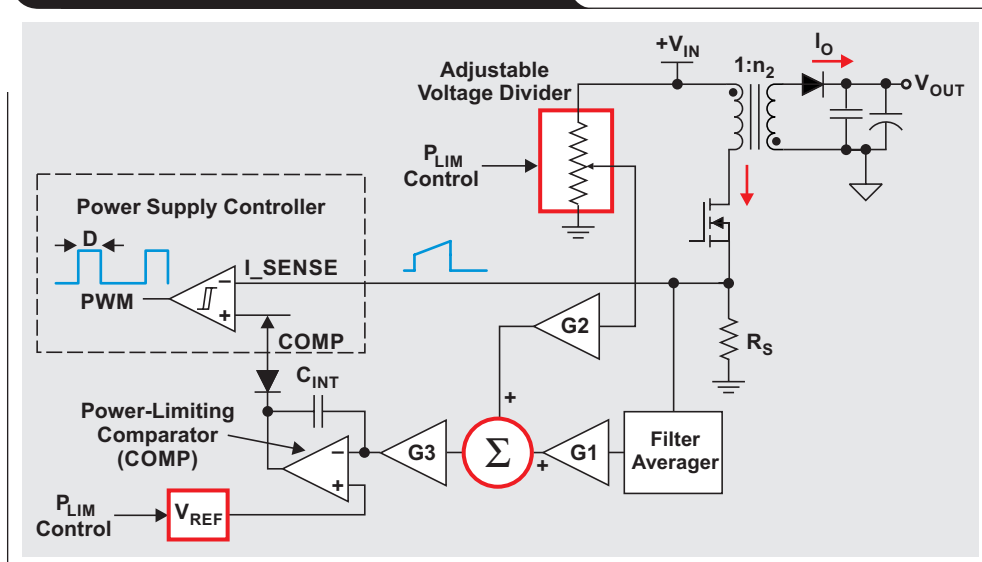 +V_IN
I_O
1:n_2
V_OUT
Adjustable
Voltage Divider
P_LIM
Control
Power Supply Controller
D
I_SENSE
PWM
−
+
COMP
G2
R_S
C_INT
Power-Limiting
Comparator
(COMP)
−
+
G3
+
Σ
+
G1
Filter
Averager
P_LIM
Control
V_REF